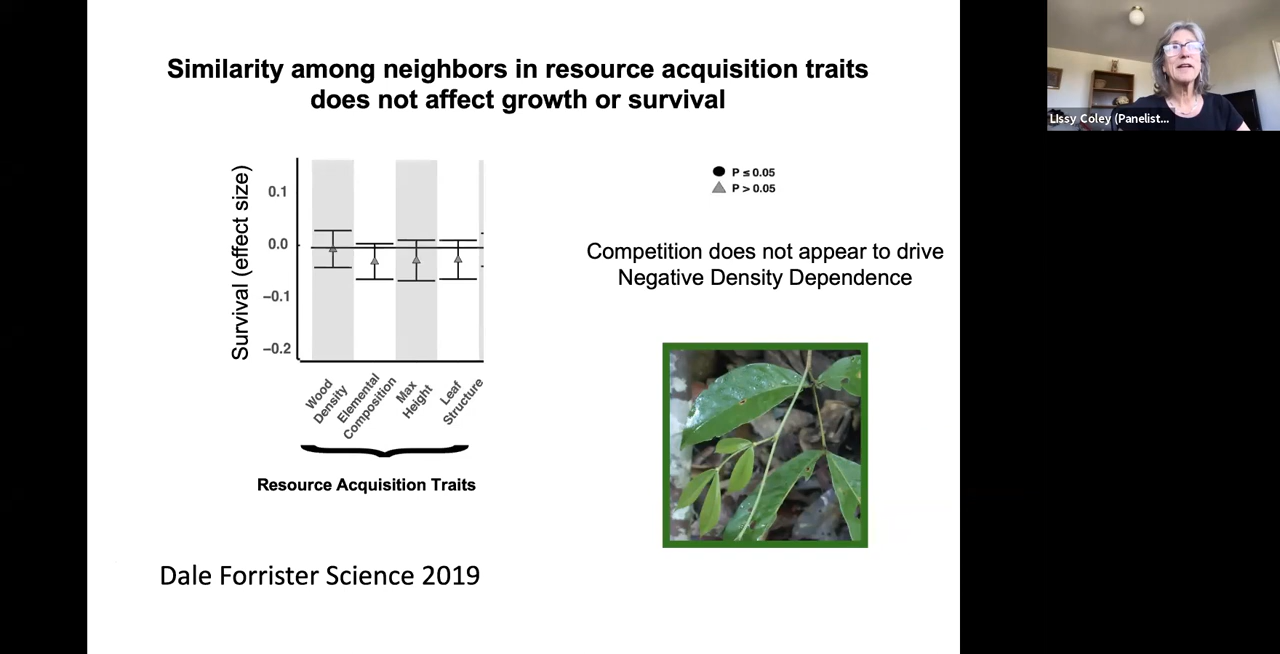 Similarity among neighbors in resource acquisition traits
does not affect growth or survival
Lissy Coley (Panelist...
Survival (effect size)
0.1
0.0
−0.1
−0.2
Wood
Density
Elemental
Composition
Max
Height
Leaf
Structure
Resource Acquisition Traits
P ≤ 0.05
P > 0.05
Competition does not appear to drive
Negative Density Dependence
Dale Forrister Science 2019